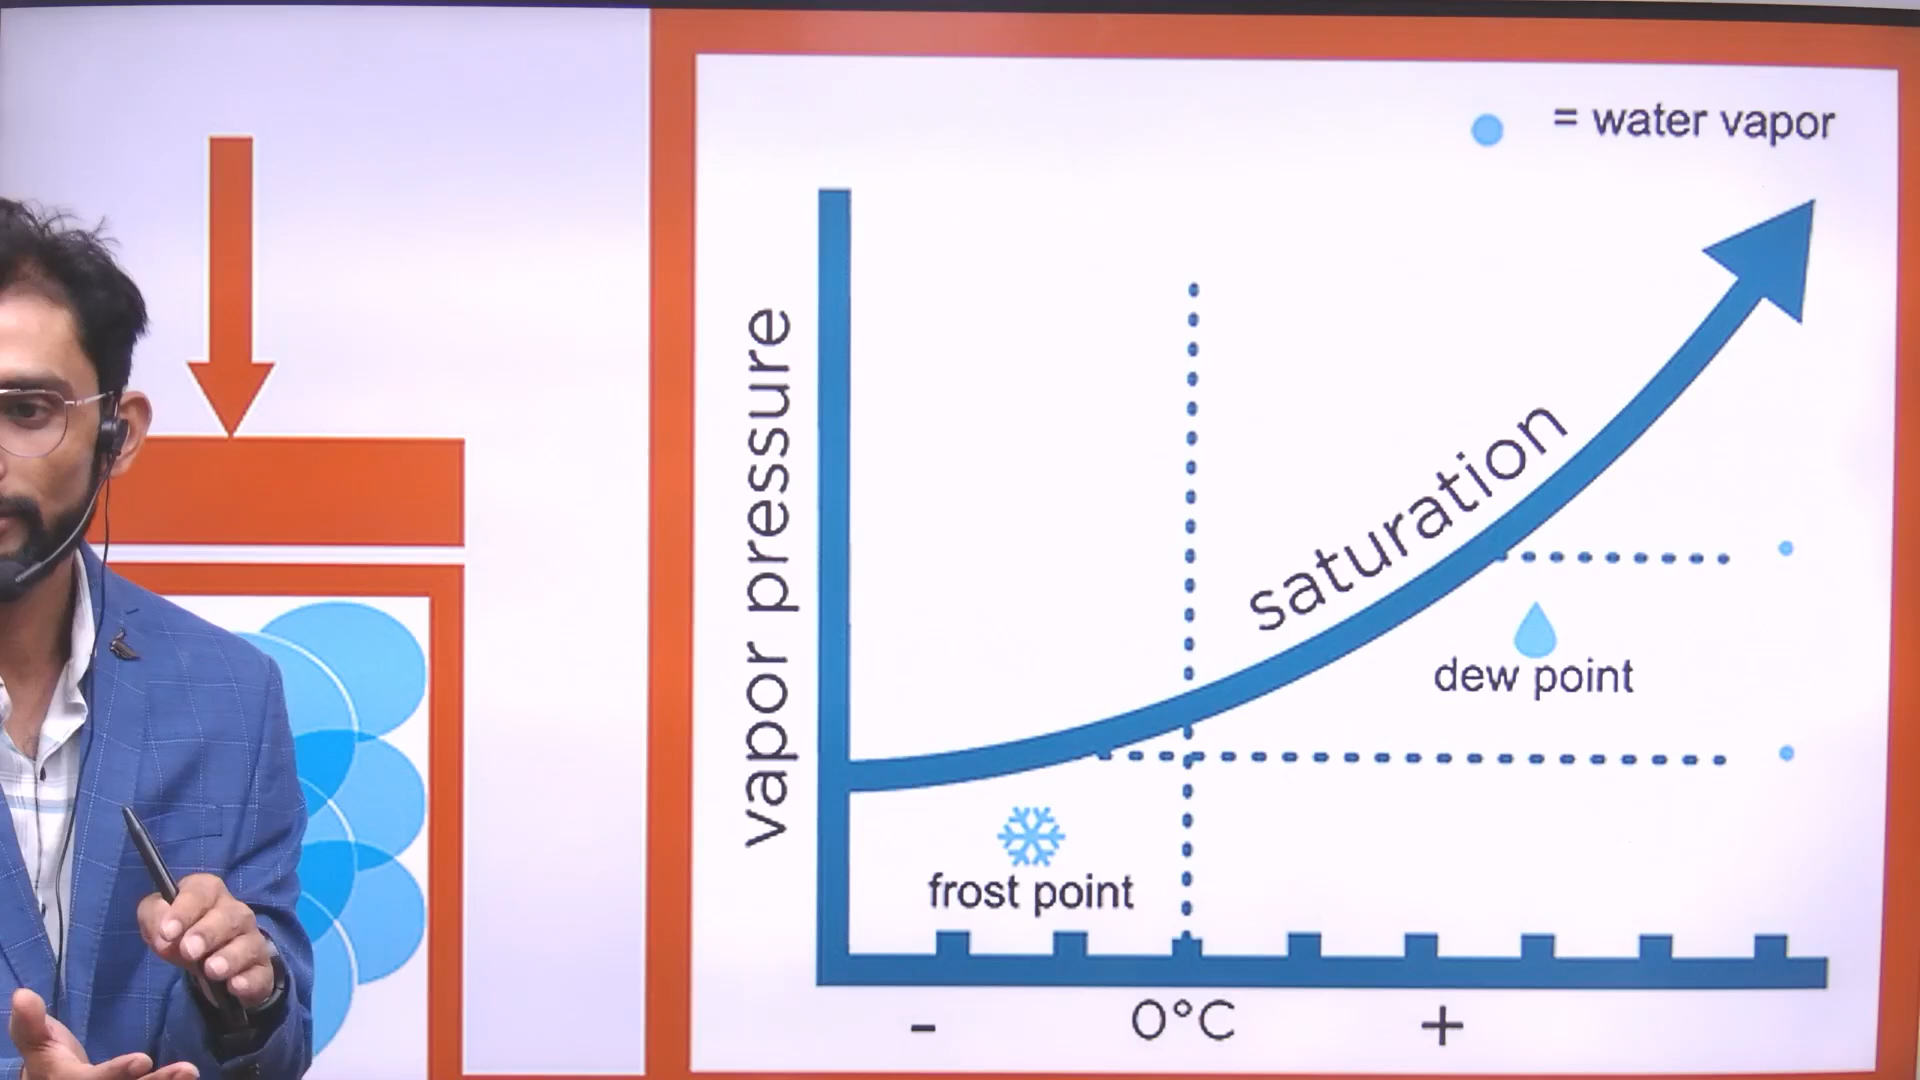 = water vapor
vapor pressure
saturation
dew point
frost point
- 0°C +